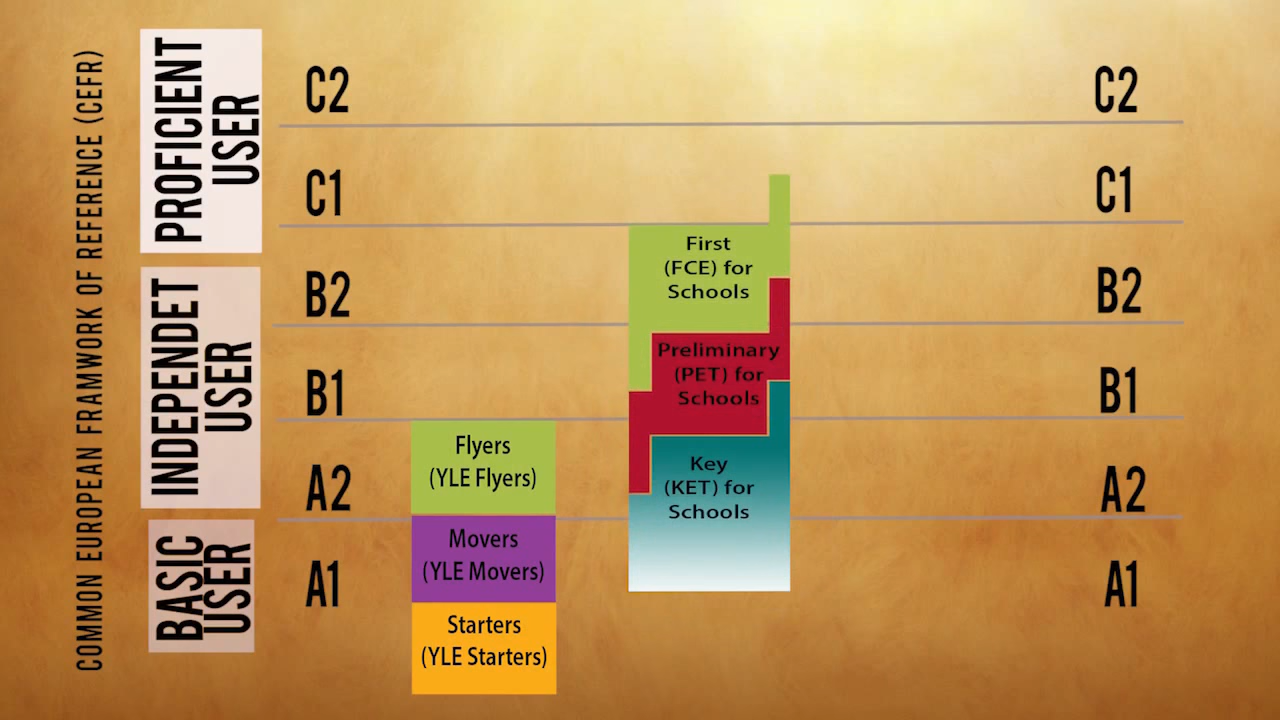 COMMON EUROPEAN FRAMWORK OF REFERENCE (CEFR)
PROFICIENT
USER
INDEPENDET
USER
BASIC
USER
C2
C1
B2
B1
A2
A1
Flyers
(YLE Flyers)
Movers
(YLE Movers)
Starters
(YLE Starters)
First
(FCE) for
Schools
Preliminary
(PET) for
Schools
Key
(KET) for
Schools
C2
C1
B2
B1
A2
A1